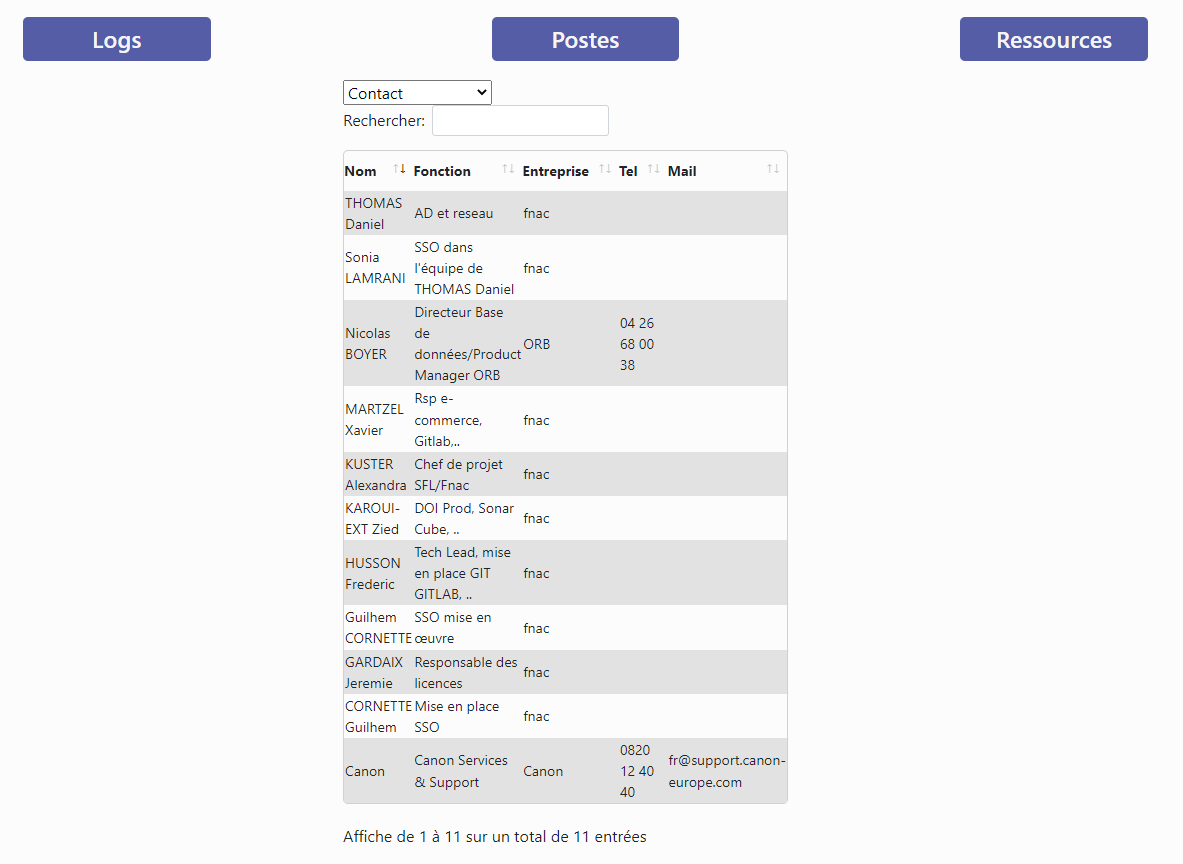 Logs
Postes
Ressources
Contact
Rechercher:
Nom Fonction Entreprise Tel Mail
THOMAS
Daniel
AD et reseau
fnac
Sonia
LAMRANI
SSO dans
l'équipe de
THOMAS Daniel
fnac
Nicolas
BOYER
Directeur Base
de
données/Product
Manager ORB
ORB
04 26
68 00
38
MARTZEL
Xavier
Rsp e-
commerce,
Gitlab,..
fnac
KUSTER
Alexandra
Chef de projet
SFL/Fnac
fnac
KAROUI-
EXT Zied
DOI Prod, Sonar
Cube, ..
fnac
HUSSON
Frederic
Tech Lead, mise
en place GIT
GITLAB, ..
fnac
Guilhem
CORNETTE
SSO mise en
œuvre
fnac
GARDAIX
Jeremie
Responsable des
licences
fnac
CORNETTE
Guilhem
Mise en place
SSO
fnac
Canon
Canon Services
& Support
Canon
0820
12 40
40
fr@support.canon-
europe.com
Affiche de 1 à 11 sur un total de 11 entrées